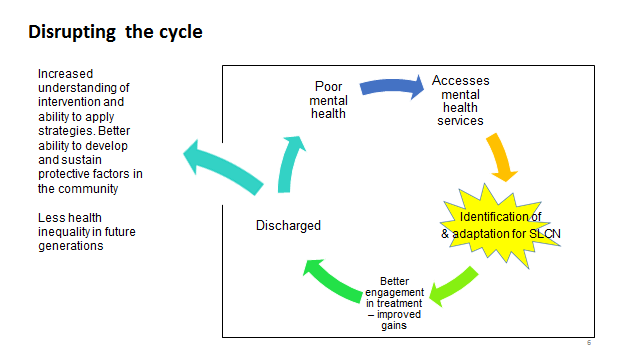 Disrupting the cycle
Increased
understanding of
intervention and
ability to apply
strategies. Better
ability to develop
and sustain
protective factors in
the community
Less health
inequality in future
generations
Poor
mental
health
Accesses
mental
health
services
Identification of
& adaptation for SLCN
Better
engagement
in treatment
– improved
gains
Discharged
6